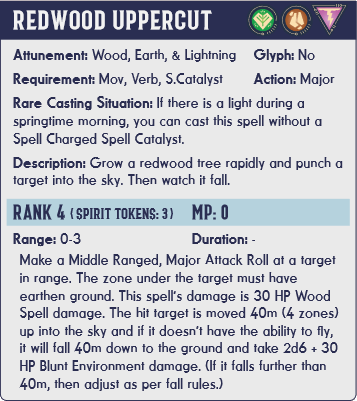 REDWOOD UPPERCUT
Attunement: Wood, Earth, & Lightning Glyph: No
Requirement: Mov, Verb, S.Catalyst Action: Major
Rare Casting Situation: If there is a light during a
springtime morning, you can cast this spell without a
Spell Charged Spell Catalyst.
Description: Grow a redwood tree rapidly and punch a
target into the sky. Then watch it fall.
RANK 4 (SPIRIT TOKENS: 3) MP: 0
Range: 0-3 Duration: -
Make a Middle Ranged, Major Attack Roll at a target
in range. The zone under the target must have
earthen ground. This spell's damage is 30 HP Wood
Spell damage. The hit target is moved 40m (4 zones)
up into the sky and if it doesn't have the ability to fly,
it will fall 40m down to the ground and take 2d6 + 30
HP Blunt Environment damage. (If it falls further than
40m, then adjust as per fall rules.)